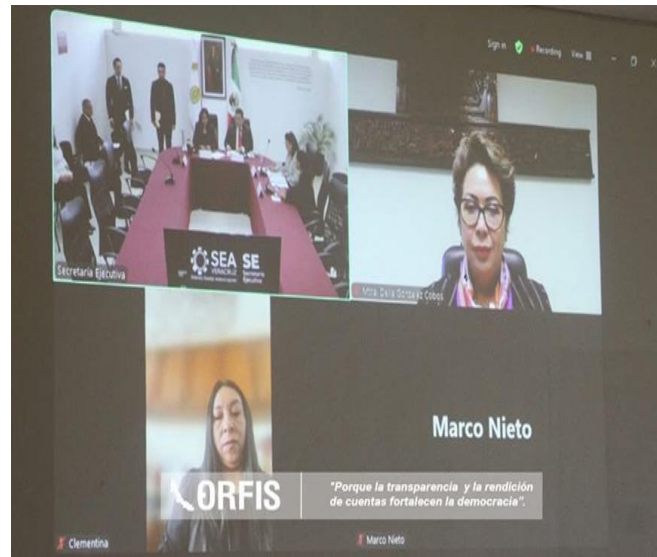 Sign in
Recording
View
Secretaría Ejecutiva
SEA
VERACRUZ
SE
Secretaría
Ejecutiva
Mtra. Delia González Cobos
Marco Nieto
ORFIS
"Porque la transparencia y la rendición
de cuentas fortalecen la democracia".
Clementina
Marco Nieto